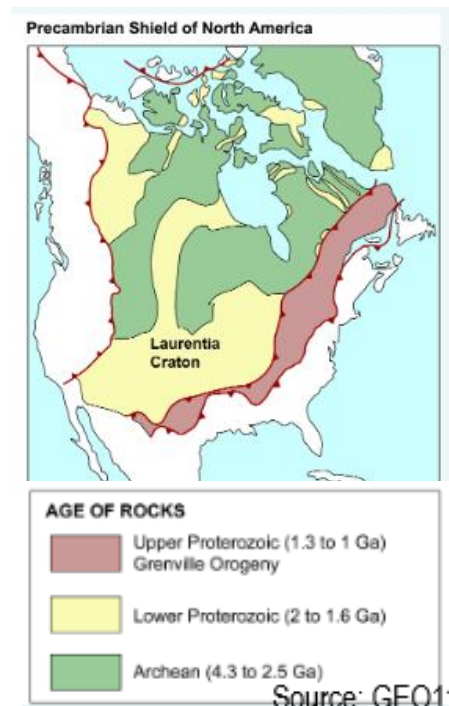 Precambrian Shield of North America
Laurentia
Craton
AGE OF ROCKS
Upper Proterozoic (1.3 to 1 Ga)
Grenville Orogeny
Lower Proterozoic (2 to 1.6 Ga)
Archean (4.3 to 2.5 Ga)
Source: GEO1